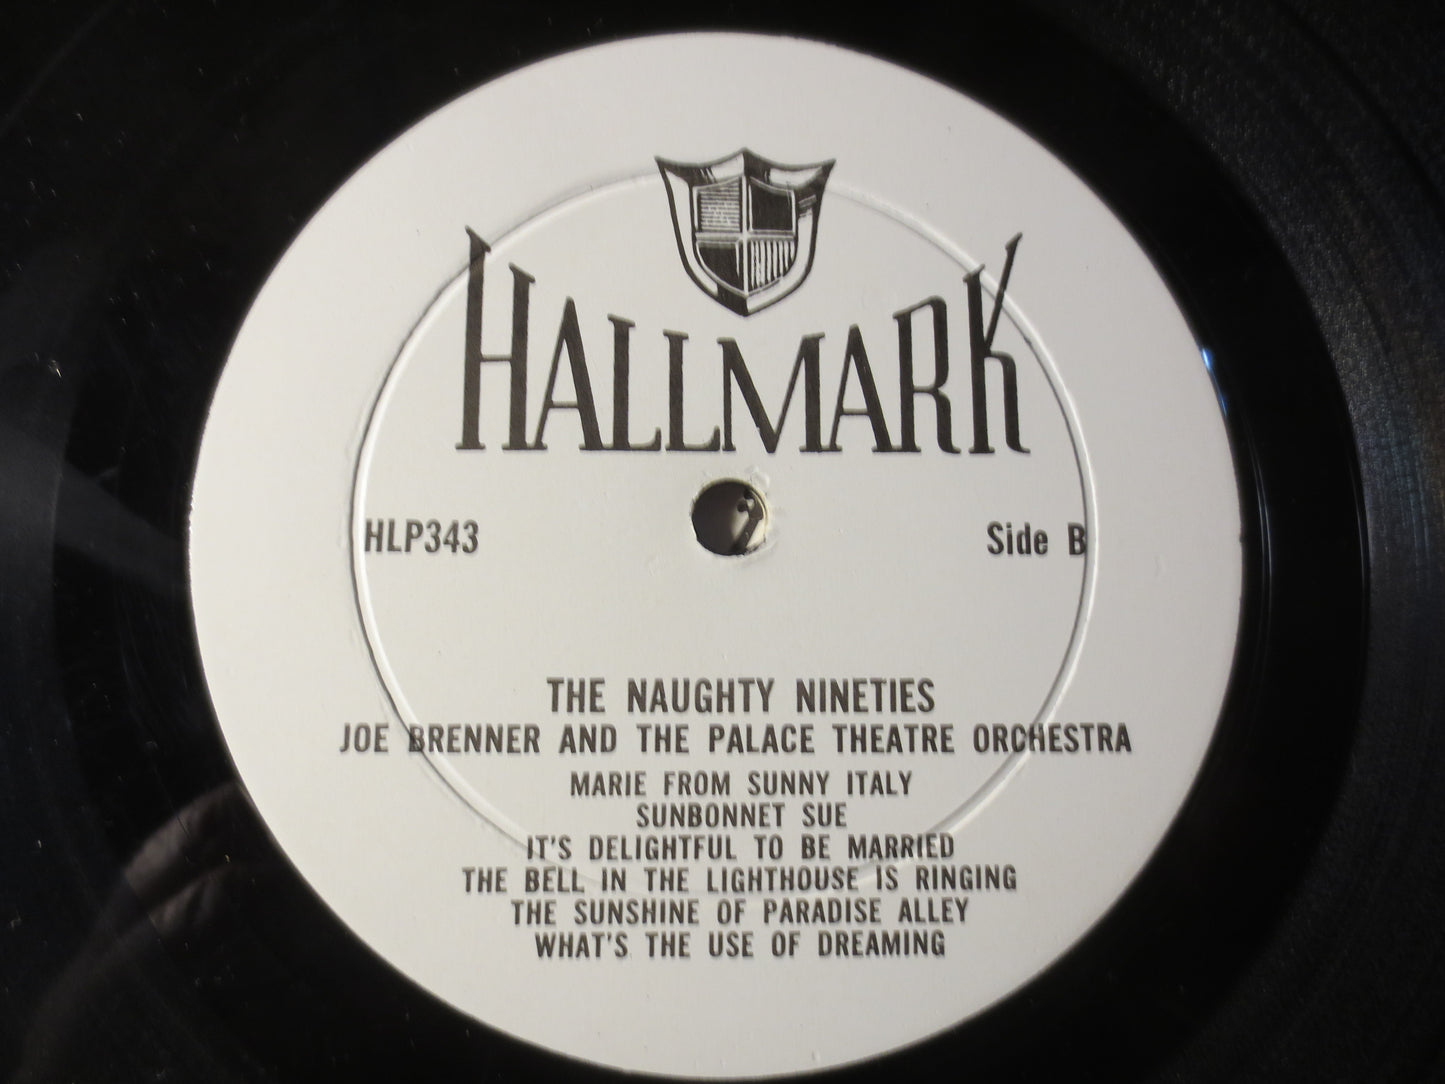 HALLMARK
HLP343 Side B
THE NAUGHTY NINETIES
JOE BRENNER AND THE PALACE THEATRE ORCHESTRA
MARIE FROM SUNNY ITALY
SUNBONNET SUE
IT'S DELIGHTFUL TO BE MARRIED
THE BELL IN THE LIGHTHOUSE IS RINGING
THE SUNSHINE OF PARADISE ALLEY
WHAT'S THE USE OF DREAMING